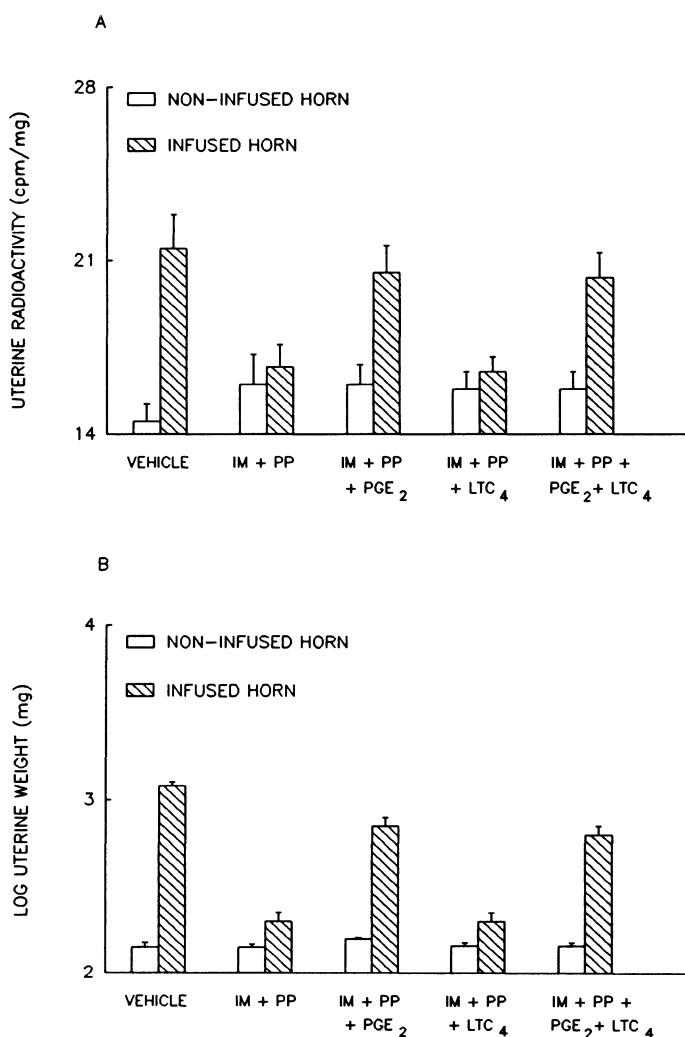 A
UTERINE RADIOACTIVITY (cpm/mg)
28
21
14
NON-INFUSED HORN
INFUSED HORN
VEHICLE
IM + PP
IM + PP
+ PGE 2
IM + PP
+ LTC 4
IM + PP +
PGE 2 + LTC 4
B
LOG UTERINE WEIGHT (mg)
4
3
2
NON-INFUSED HORN
INFUSED HORN
VEHICLE
IM + PP
IM + PP
+ PGE 2
IM + PP
+ LTC 4
IM + PP +
PGE 2 + LTC 4